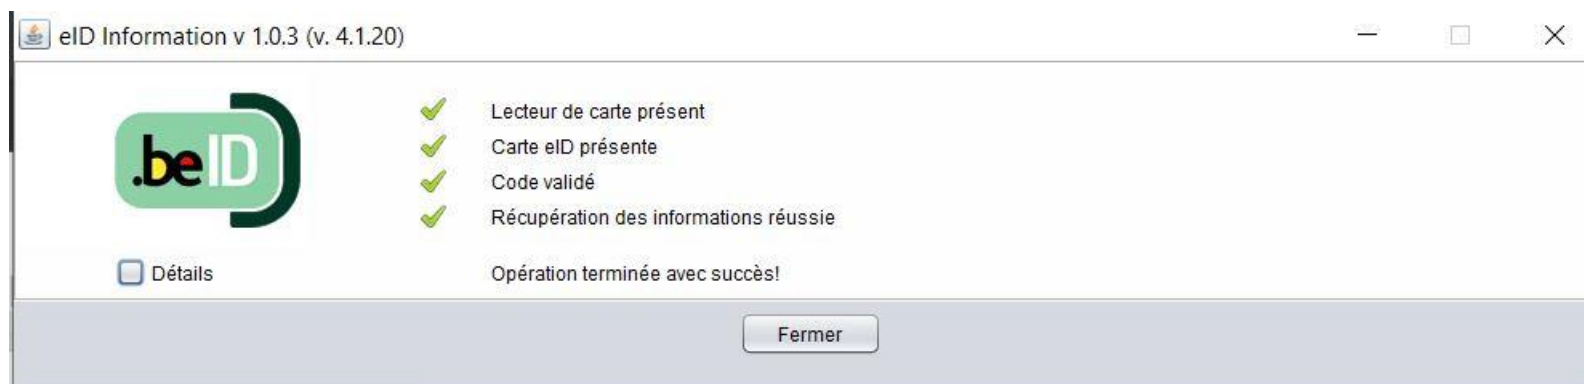 eID Information v 1.0.3 (v. 4.1.20)
.beID
Lecteur de carte présent
Carte eID présente
Code validé
Récupération des informations réussie
Détails
Opération terminée avec succès!
Fermer